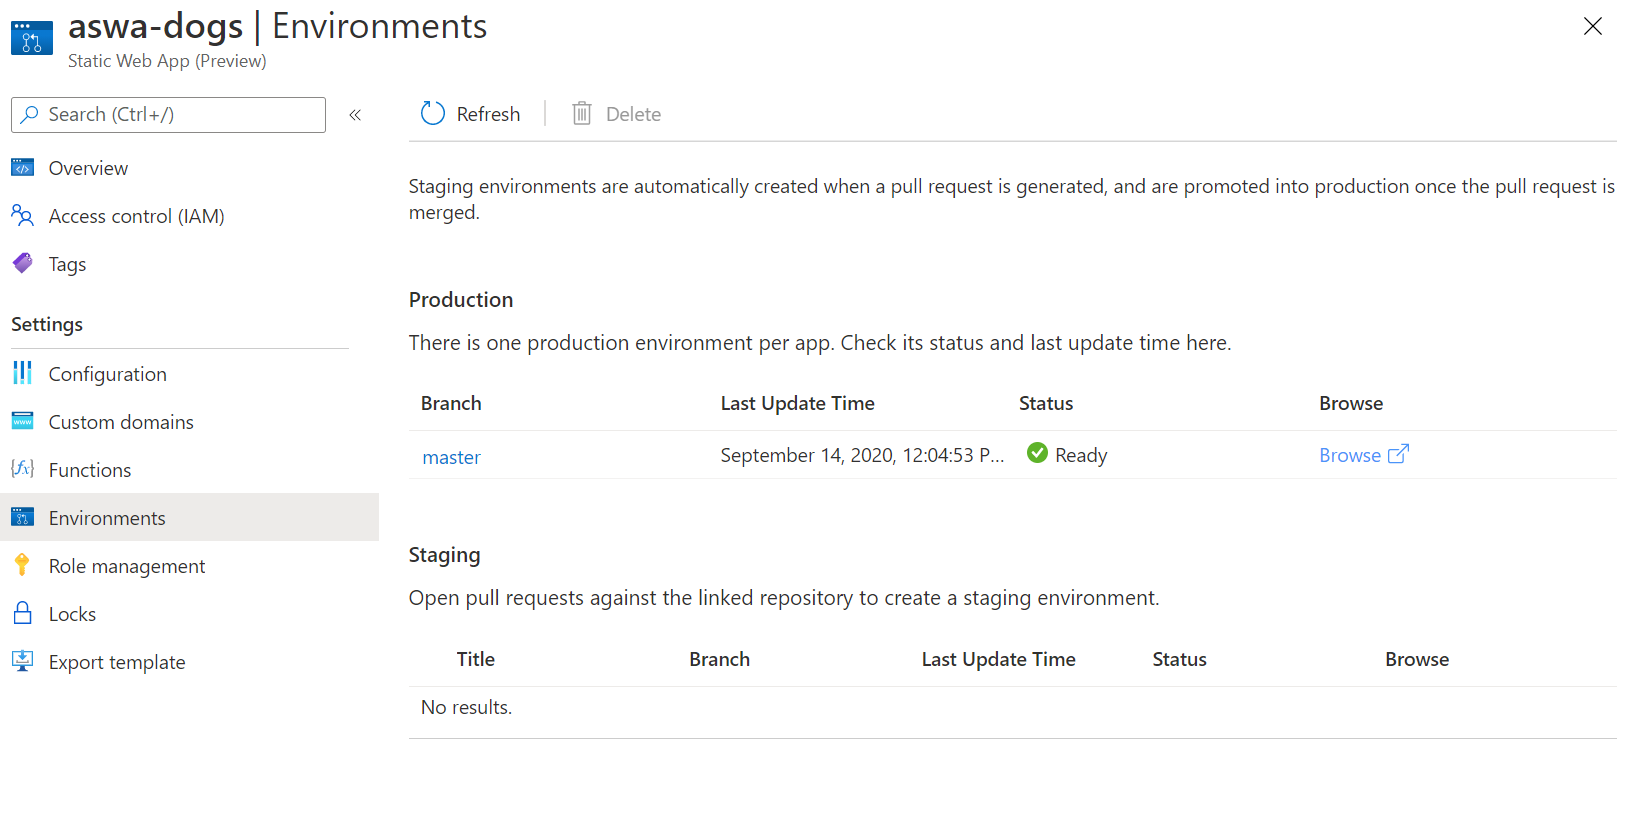 aswa-dogs | Environments
Static Web App (Preview)
Search (Ctrl+/)
«
Refresh
Delete
Overview
Access control (IAM)
Tags
Settings
Configuration
Custom domains
Functions
Environments
Role management
Locks
Export template
Staging environments are automatically created when a pull request is generated, and are promoted into production once the pull request is
merged.
Production
There is one production environment per app. Check its status and last update time here.
Branch Last Update Time Status Browse
master September 14, 2020, 12:04:53 P... Ready Browse
Staging
Open pull requests against the linked repository to create a staging environment.
Title Branch Last Update Time Status Browse
No results.